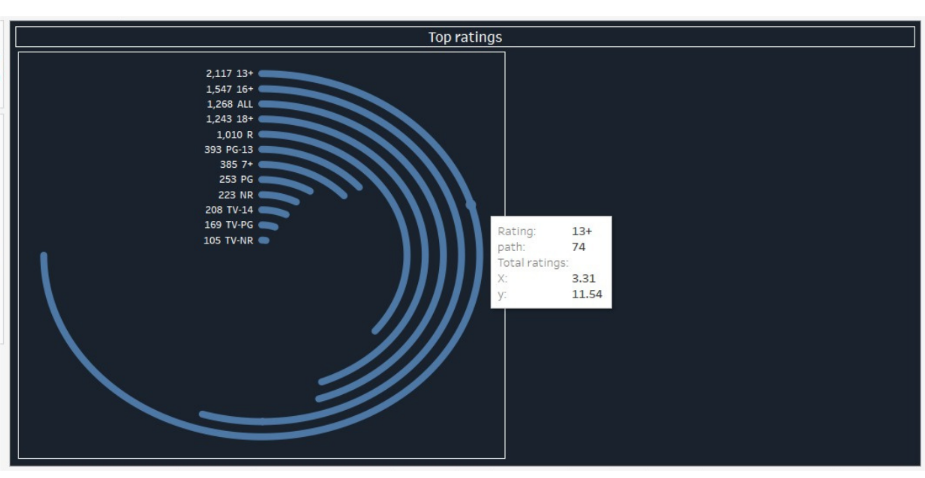 Top ratings
2,117 13+
1,547 16+
1,268 ALL
1,243 18+
1,010 R
393 PG-13
385 7+
253 PG
223 NR
208 TV-14
169 TV-PG
105 TV-NR
Rating: 13+
path: 74
Total ratings:
X: 3.31
y: 11.54